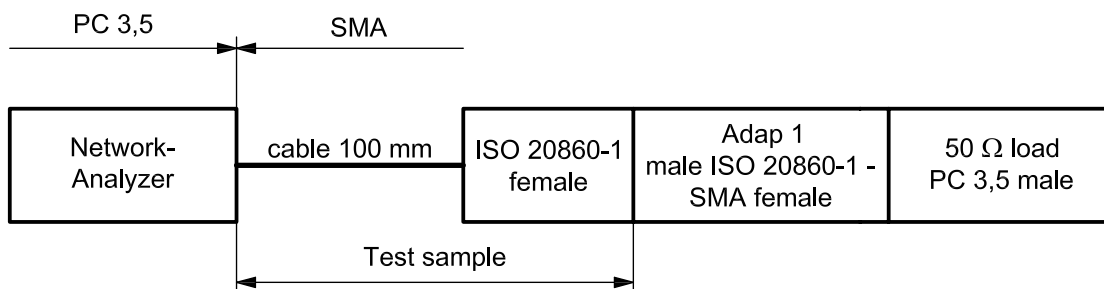 PC 3,5
SMA
Network-
Analyzer
cable 100 mm
ISO 20860-1
female
Adap 1
male ISO 20860-1 -
SMA female
50 Ω load
PC 3,5 male
Test sample